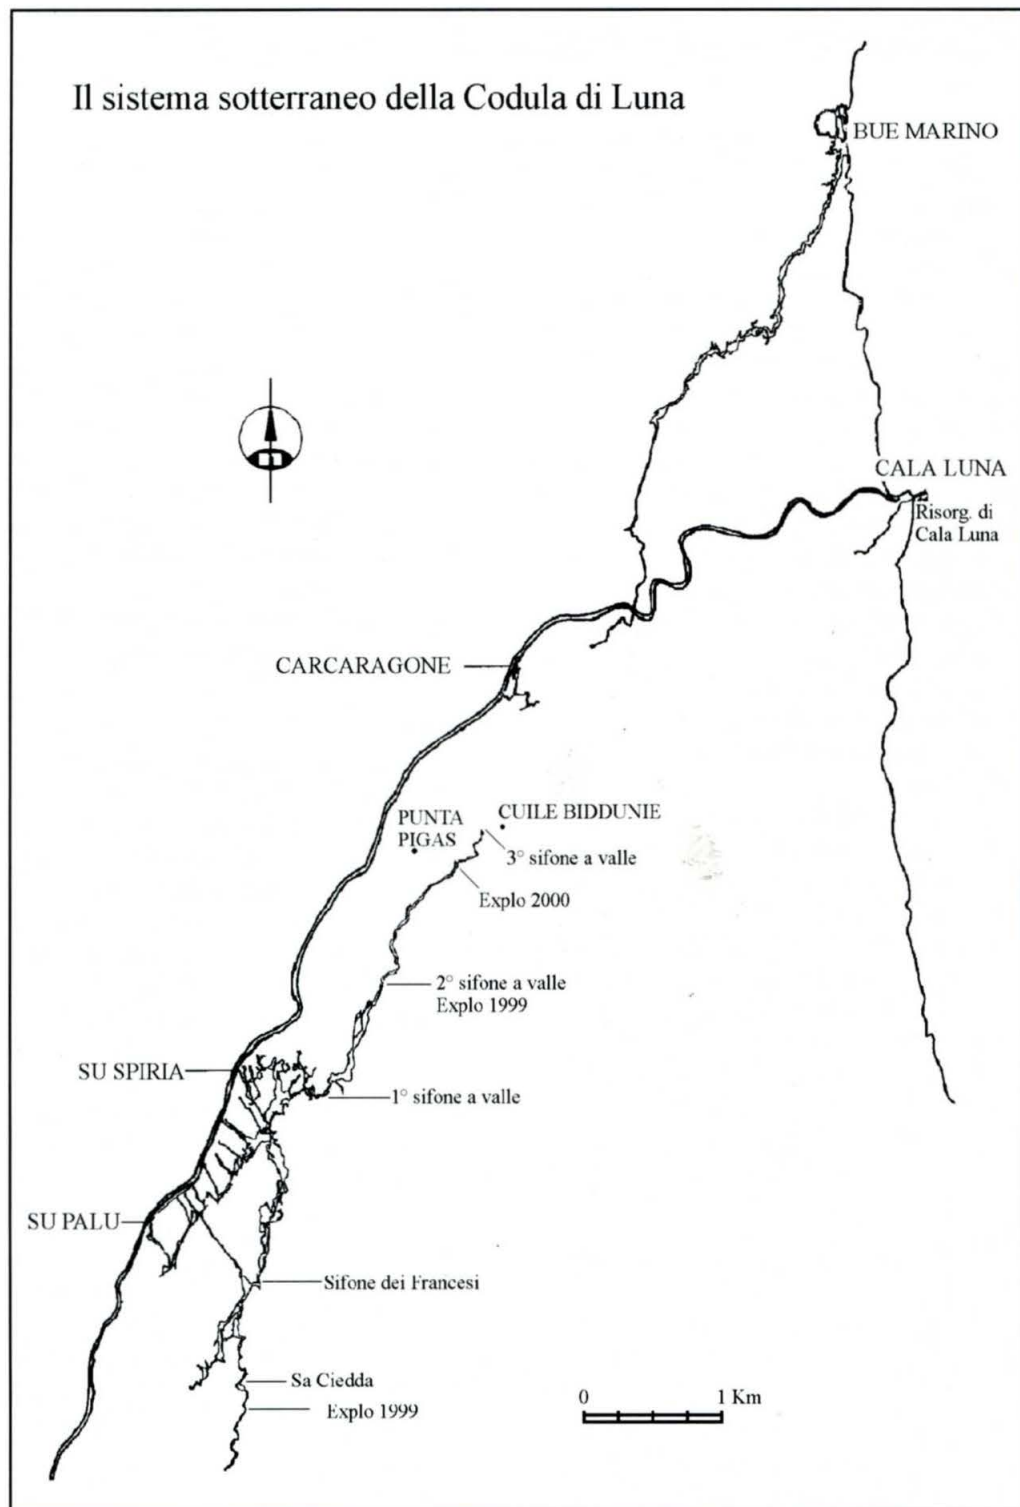 Il sistema sotterraneo della Codula di Luna
BUE MARINO
CALA LUNA
Risorg. di
Cala Luna
CARCARAGONE
PUNTA
PIGAS
CUILE BIDDUNIE
3° sifone a valle
Explo 2000
2° sifone a valle
Explo 1999
SU SPIRIA
1° sifone a valle
SU PALU
Sifone dei Francesi
Sa Ciedda
Explo 1999
0 1 Km